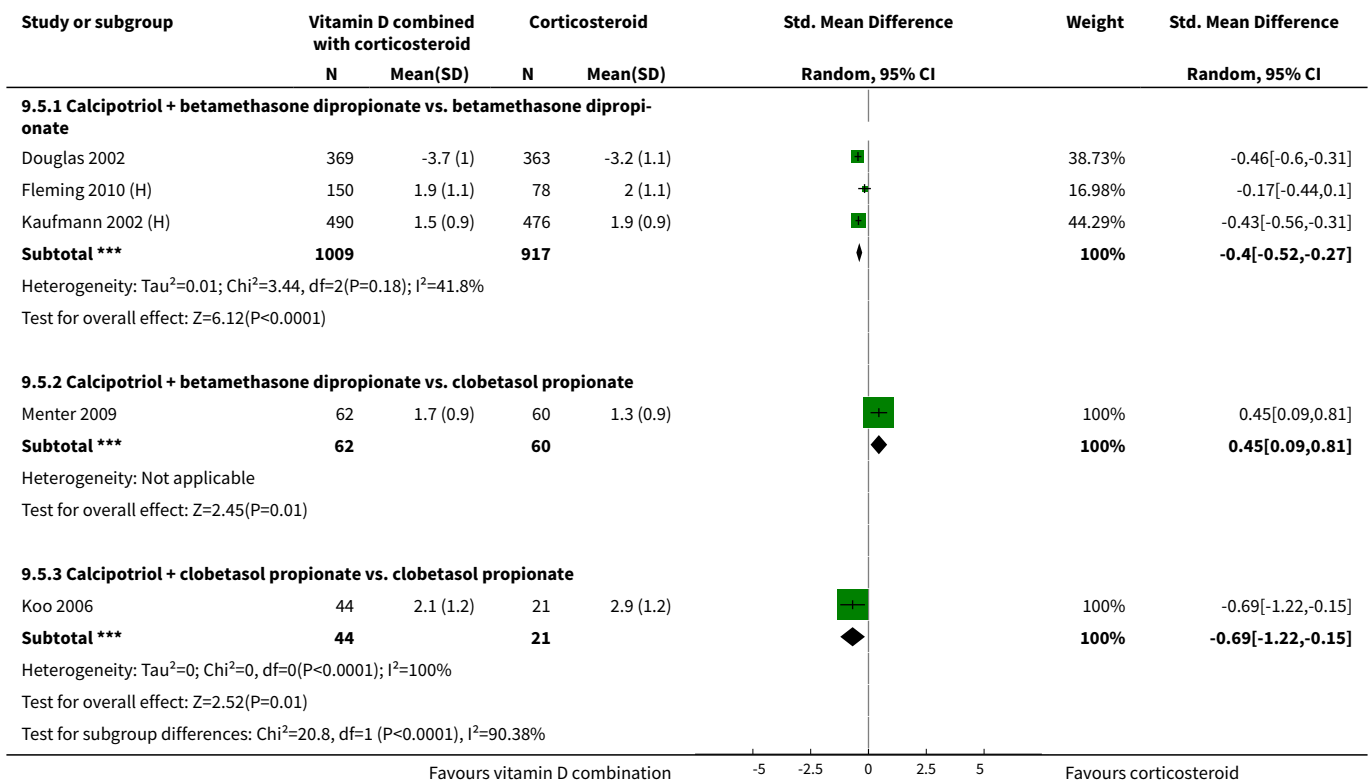 Study or subgroup Vitamin D combined with corticosteroid Corticosteroid Std. Mean Difference Weight Std. Mean Difference
N Mean(SD) N Mean(SD) Random, 95% CI Random, 95% CI
9.5.1 Calcipotriol + betamethasone dipropionate vs. betamethasone dipropi-
onate
Douglas 2002 369 -3.7 (1) 363 -3.2 (1.1) 38.73% -0.46[-0.6,-0.31]
Fleming 2010 (H) 150 1.9 (1.1) 78 2 (1.1) 16.98% -0.17[-0.44,0.1]
Kaufmann 2002 (H) 490 1.5 (0.9) 476 1.9 (0.9) 44.29% -0.43[-0.56,-0.31]
Subtotal *** 1009 917 100% -0.4[-0.52,-0.27]
Heterogeneity: Tau²=0.01; Chi²=3.44, df=2(P=0.18); I²=41.8%
Test for overall effect: Z=6.12(P<0.0001)
9.5.2 Calcipotriol + betamethasone dipropionate vs. clobetasol propionate
Menter 2009 62 1.7 (0.9) 60 1.3 (0.9) 100% 0.45[0.09,0.81]
Subtotal *** 62 60 100% 0.45[0.09,0.81]
Heterogeneity: Not applicable
Test for overall effect: Z=2.45(P=0.01)
9.5.3 Calcipotriol + clobetasol propionate vs. clobetasol propionate
Koo 2006 44 2.1 (1.2) 21 2.9 (1.2) 100% -0.69[-1.22,-0.15]
Subtotal *** 44 21 100% -0.69[-1.22,-0.15]
Heterogeneity: Tau²=0; Chi²=0, df=0(P<0.0001); I²=100%
Test for overall effect: Z=2.52(P=0.01)
Test for subgroup differences: Chi²=20.8, df=1 (P<0.0001), I²=90.38%
Favours vitamin D combination -5 -2.5 0 2.5 5 Favours corticosteroid